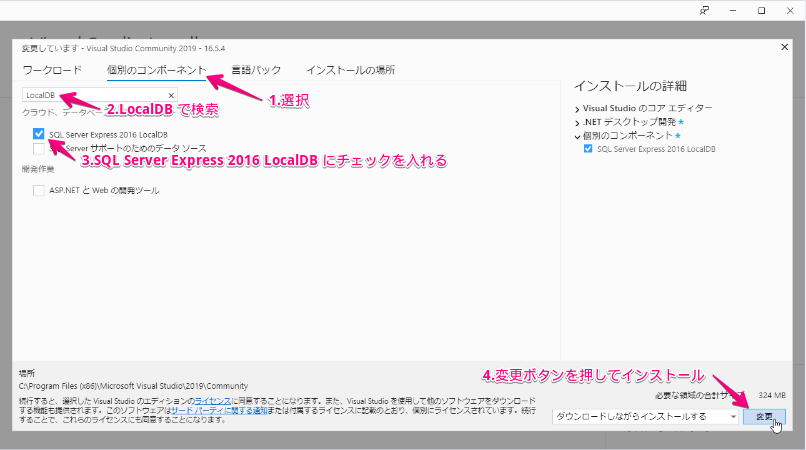 変更しています - Visual Studio Community 2019 - 16.5.4
ワークロード 個別のコンポーネント 言語パック インストールの場所
1.選択
LocalDB
2.LocalDB で検索
クラウド、データベー
SQL Server Express 2016 LocalDB
Server サポートのためのデータ ソース
3.SQL Server Express 2016 LocalDB にチェックを入れる
開発作業
ASP.NET と Web の開発ツール
インストールの詳細
Visual Studio のコア エディター
.NET デスクトップ開発 *
個別のコンポーネント *
SQL Server Express 2016 LocalDB
場所
C:\Program Files (x86)\Microsoft Visual Studio\2019\Community
続行すると、選択した Visual Studio のエディションのライセンスに同意することになります。また、Visual Studio を使用して他のソフトウェアをダウンロード
する機能も提供されます。このソフトウェアはサード パーティに関する通知または付属するライセンスに記載のとおり、個別にライセンスされています。続行
することで、これらのライセンスにも同意することになります。
4.変更ボタンを押してインストール
必要な領域の合計サイズ 324 MB
ダウンロードしながらインストールする
変更